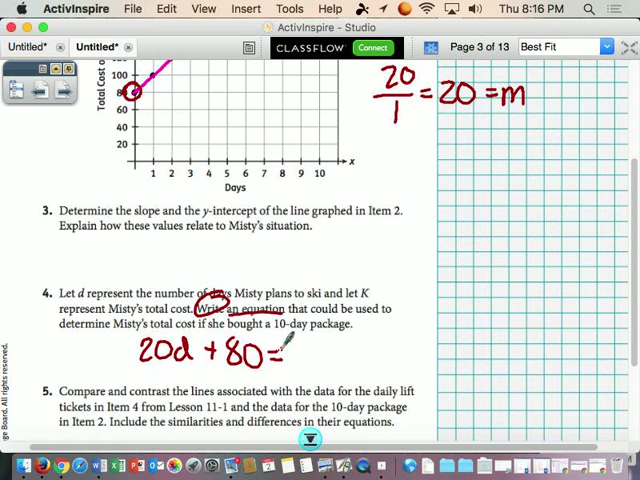 ActivInspire File Edit View Insert Tools Help Thu 8:16 PM
ActivInspire - Studio
Untitled* Untitled* CLASSFLOW Connect Page 3 of 13 Best Fit
Total Cost
100
80
60
40
20
1 2 3 4 5 6 7 8 9 10 x
Days
20/1 = 20 = m
3. Determine the slope and the y-intercept of the line graphed in Item 2.
Explain how these values relate to Misty's situation.
4. Let d represent the number of days Misty plans to ski and let K
represent Misty's total cost. Write an equation that could be used to
determine Misty's total cost if she bought a 10-day package.
20d + 80 =
5. Compare and contrast the lines associated with the data for the daily lift
tickets in Item 4 from Lesson 11-1 and the data for the 10-day package
in Item 2. Include the similarities and differences in their equations.
ge Board. All rights reserved.